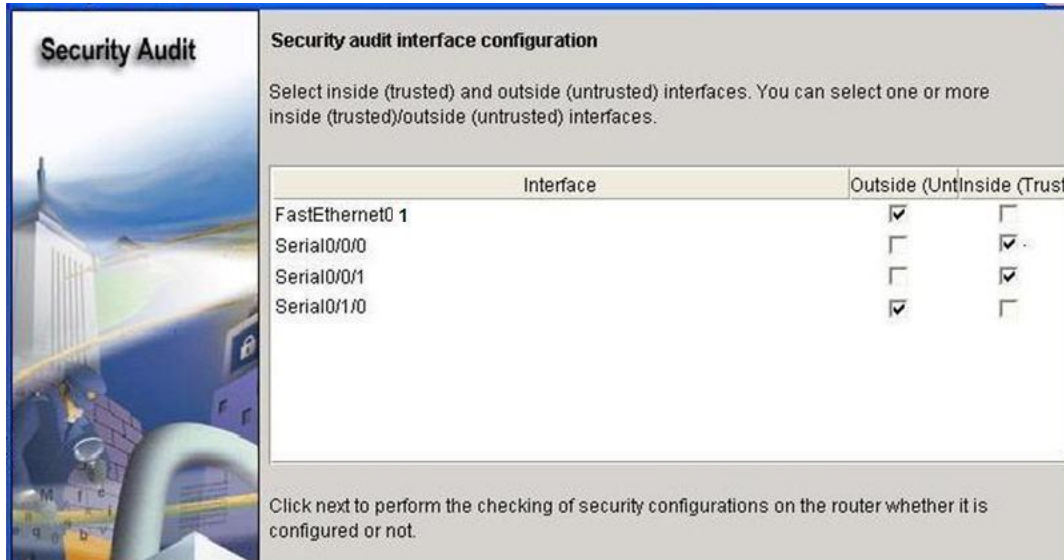 Security Audit
Security audit interface configuration
Select inside (trusted) and outside (untrusted) interfaces. You can select one or more
inside (trusted)/outside (untrusted) interfaces.
Interface Outside (Unt Inside (Trust
FastEthernet0 1
Serial0/0/0
Serial0/0/1
Serial0/1/0
Click next to perform the checking of security configurations on the router whether it is
configured or not.